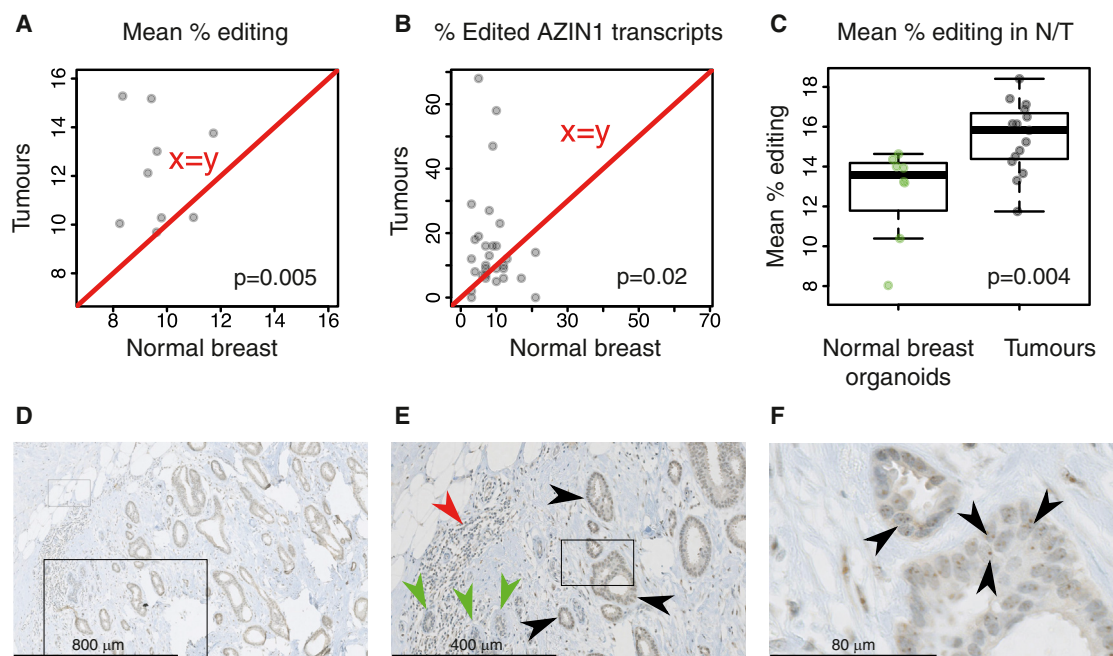 A Mean % editing
16
14
12
10
8
8 10 12 14 16
Tumours
x=y
p=0.005
Normal breast
B % Edited AZIN1 transcripts
60
40
20
0
0 10 30 50 70
Tumours
x=y
p=0.02
Normal breast
C Mean % editing in N/T
18
16
14
12
10
8
Mean % editing
p=0.004
Normal breast
organoids
Tumours
D
800 μm
E
400 μm
F
80 μm